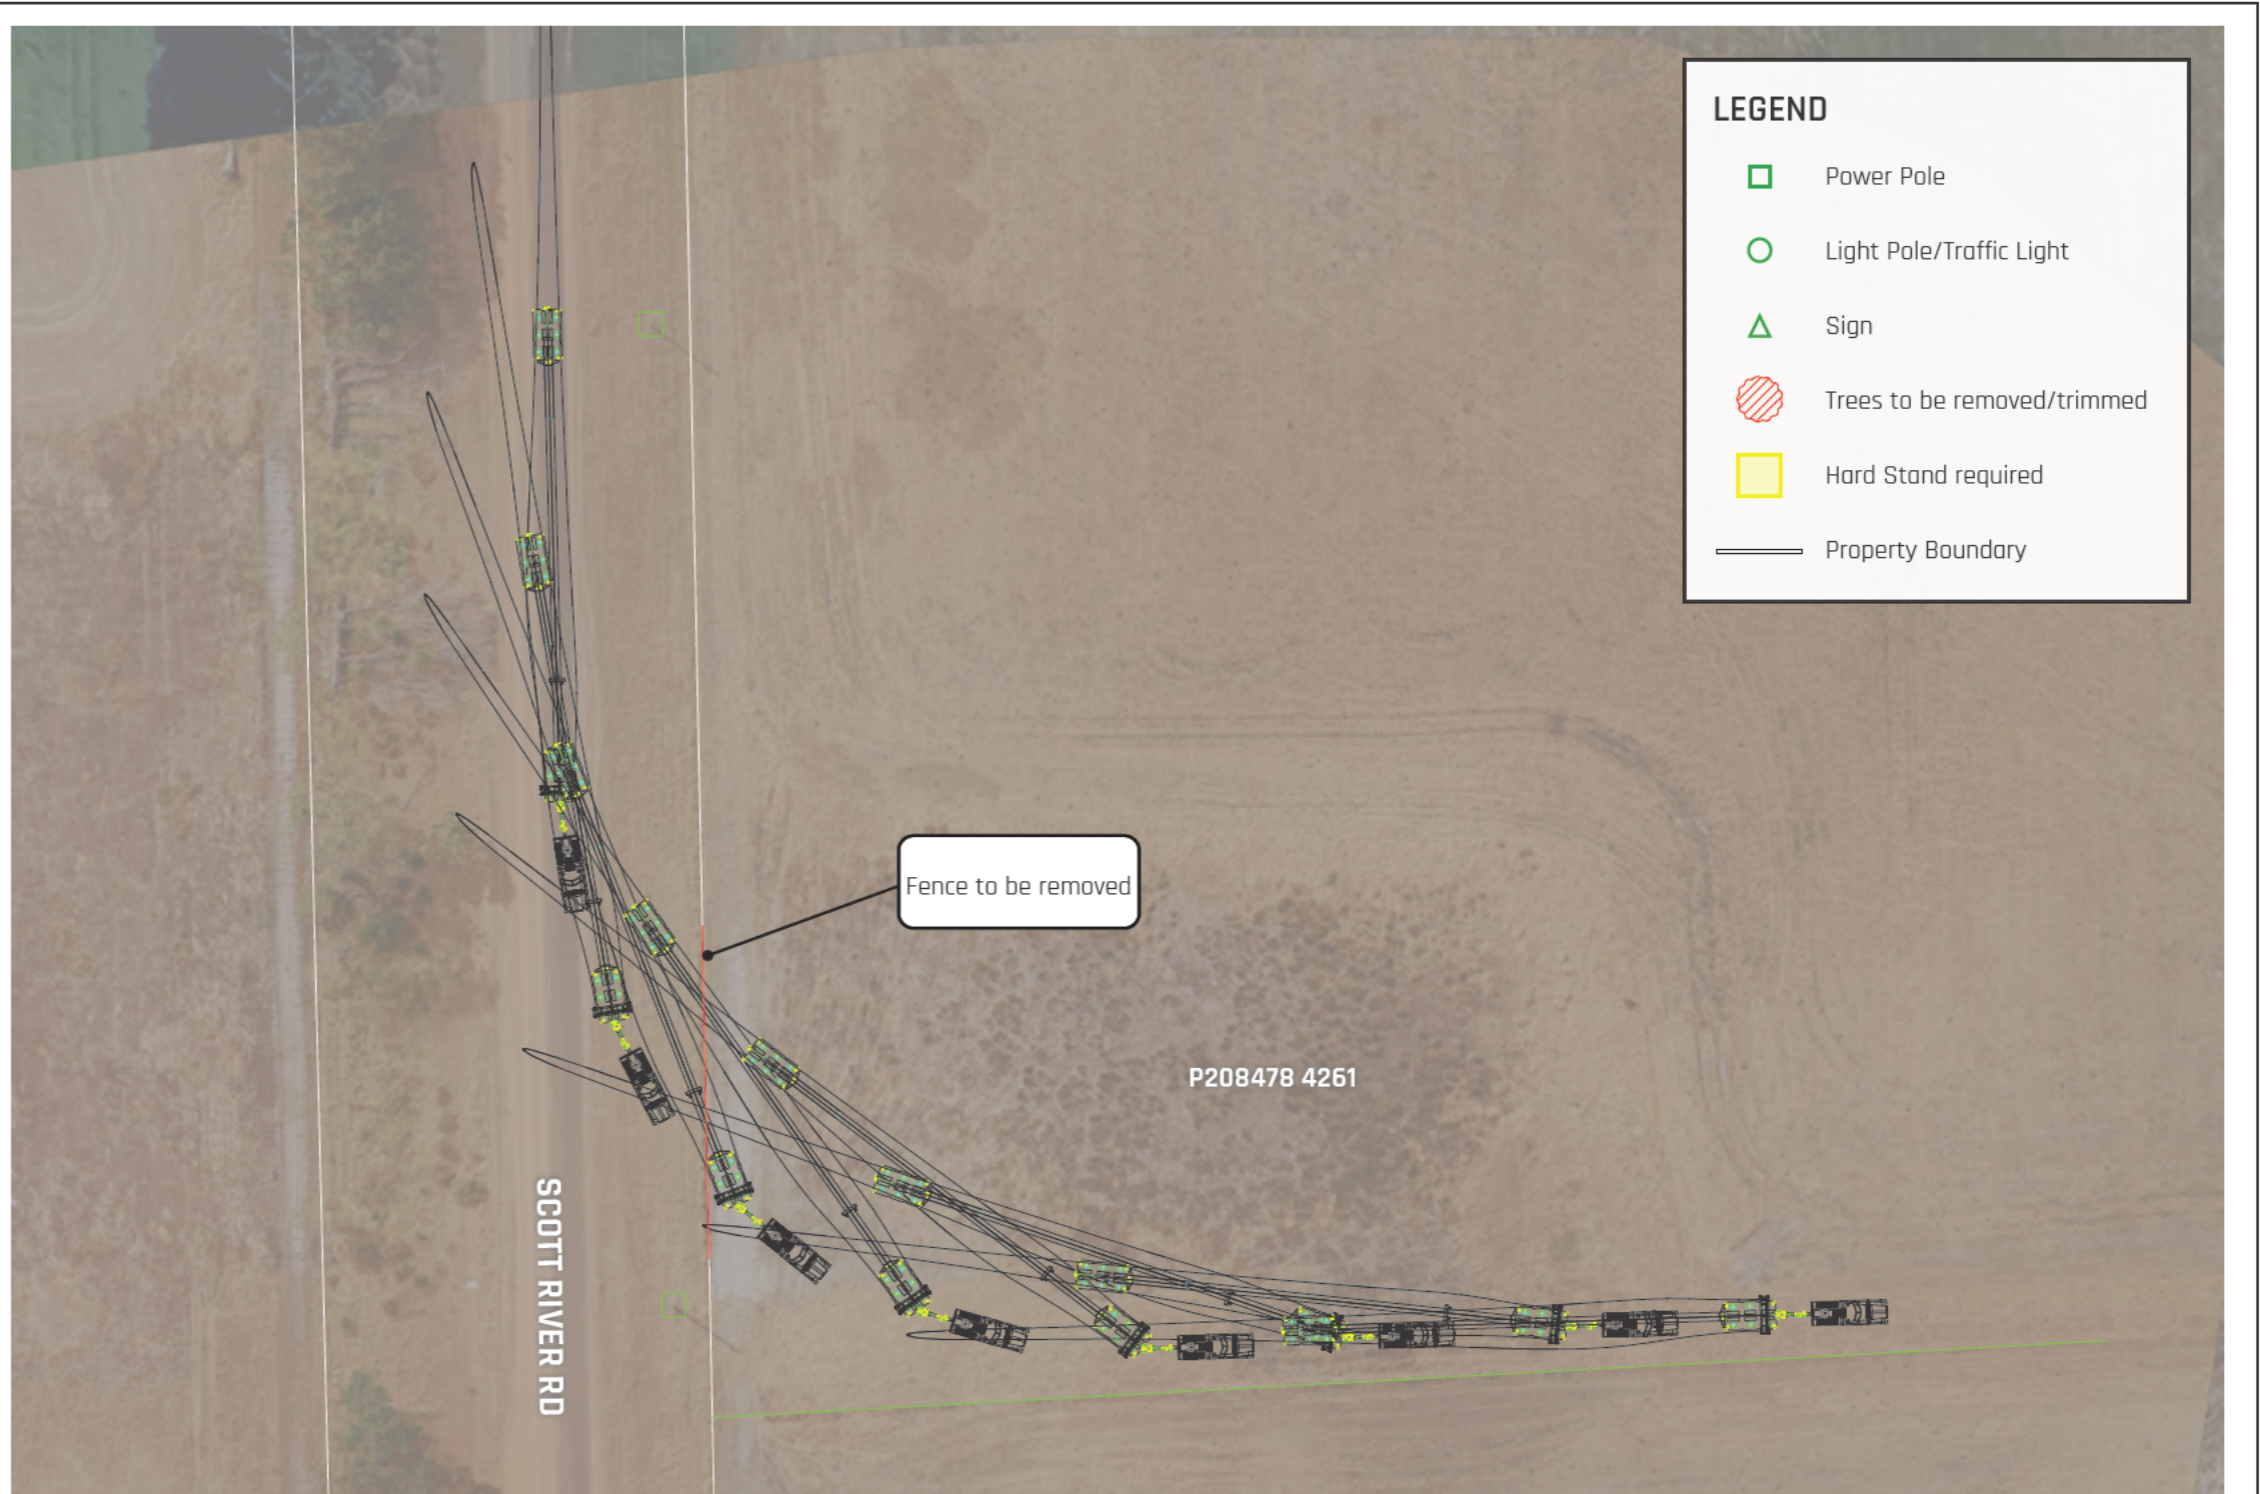 LEGEND
Power Pole
Light Pole/Traffic Light
Sign
Trees to be removed/trimmed
Hard Stand required
Property Boundary
Fence to be removed
P208478 4261
SCOTT RIVER RD